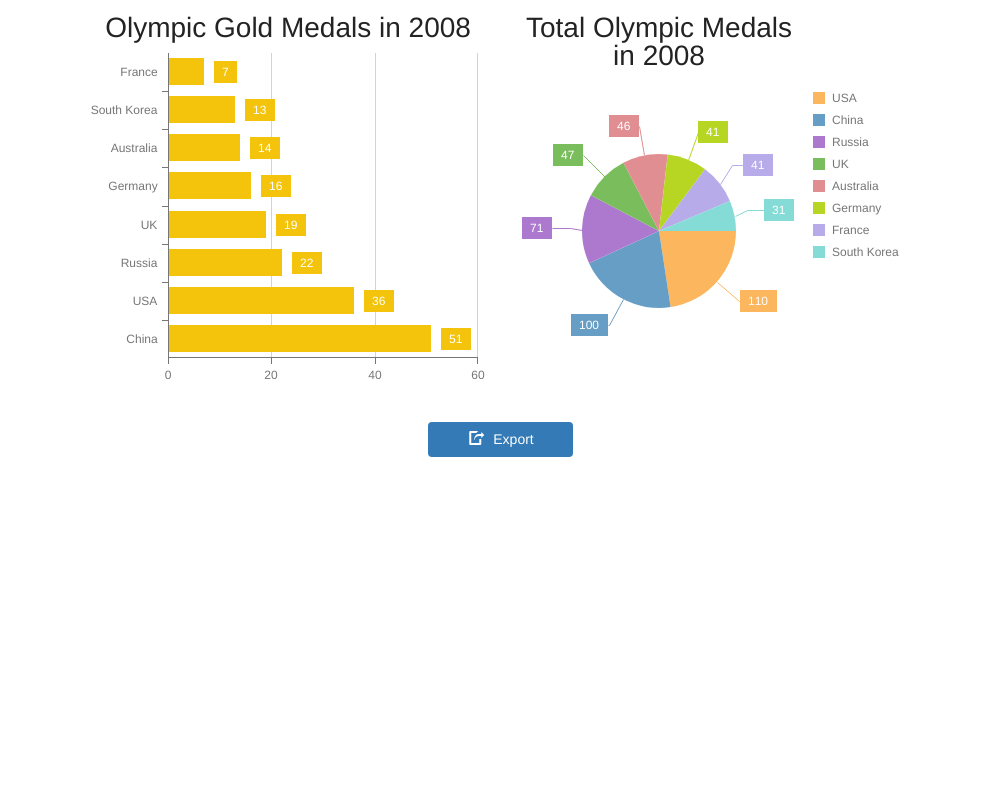 Olympic Gold Medals in 2008
France
7
South Korea
13
Australia
14
Germany
16
UK
19
Russia
22
USA
36
China
51
0 20 40 60
Total Olympic Medals
in 2008
46
41
47
41
71
31
110
100
USA
China
Russia
UK
Australia
Germany
France
South Korea
Export